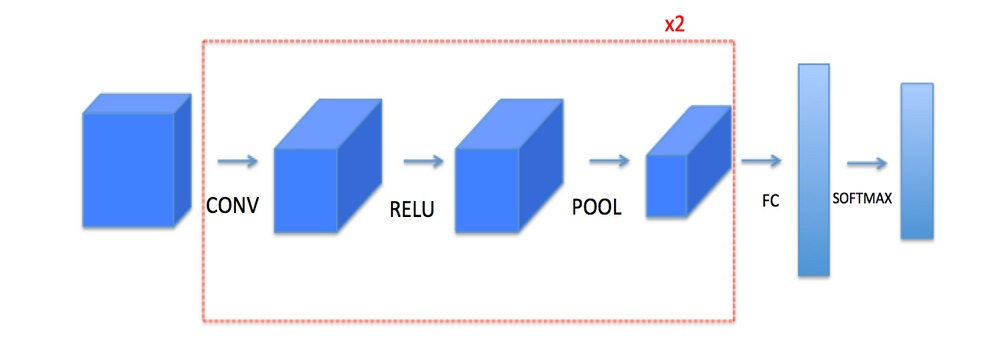 x2
CONV
RELU
POOL
FC
SOFTMAX